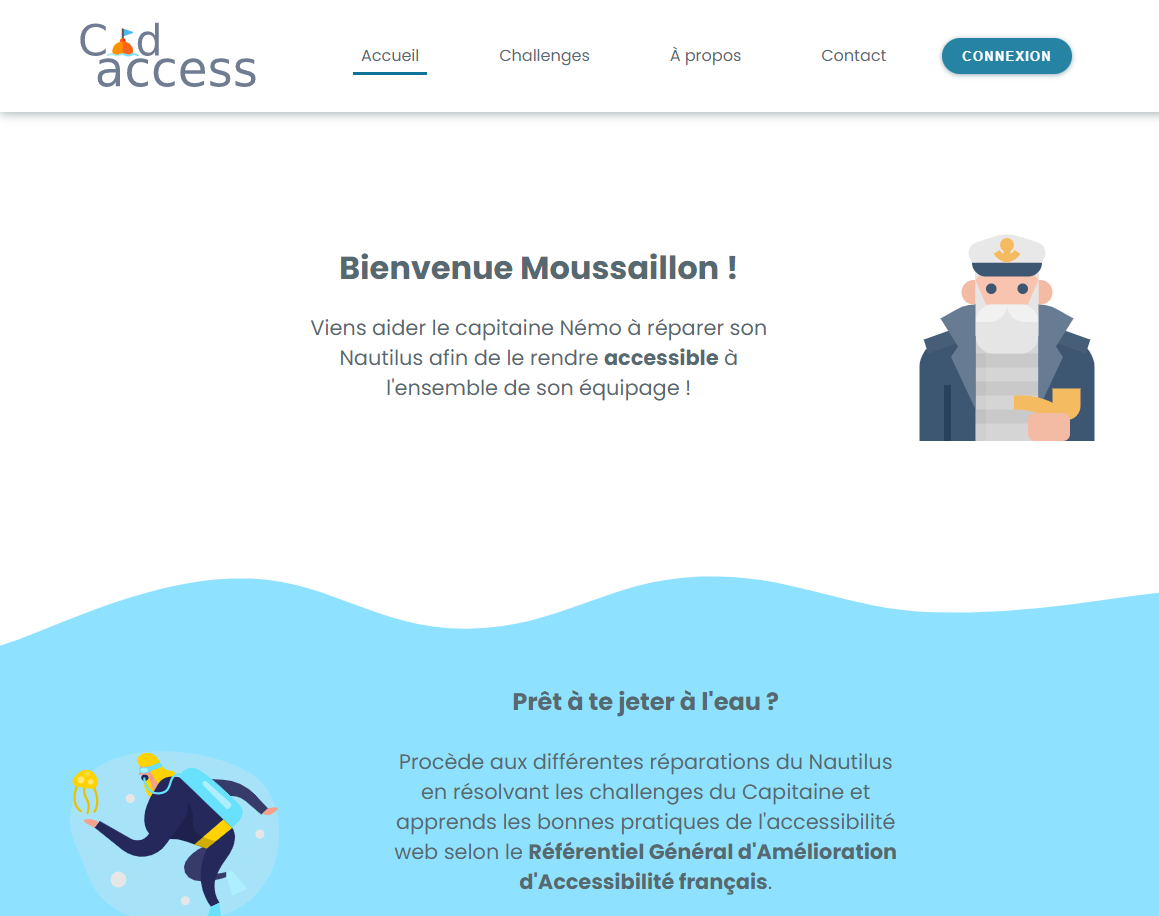 Cod
access
Accueil
Challenges
À propos
Contact
CONNEXION
Bienvenue Moussaillon !
Viens aider le capitaine Némo à réparer son
Nautilus afin de le rendre accessible à
l'ensemble de son équipage !
Prêt à te jeter à l'eau ?
Procède aux différentes réparations du Nautilus
en résolvant les challenges du Capitaine et
apprends les bonnes pratiques de l'accessibilité
web selon le Référentiel Général d'Amélioration
d'Accessibilité français.